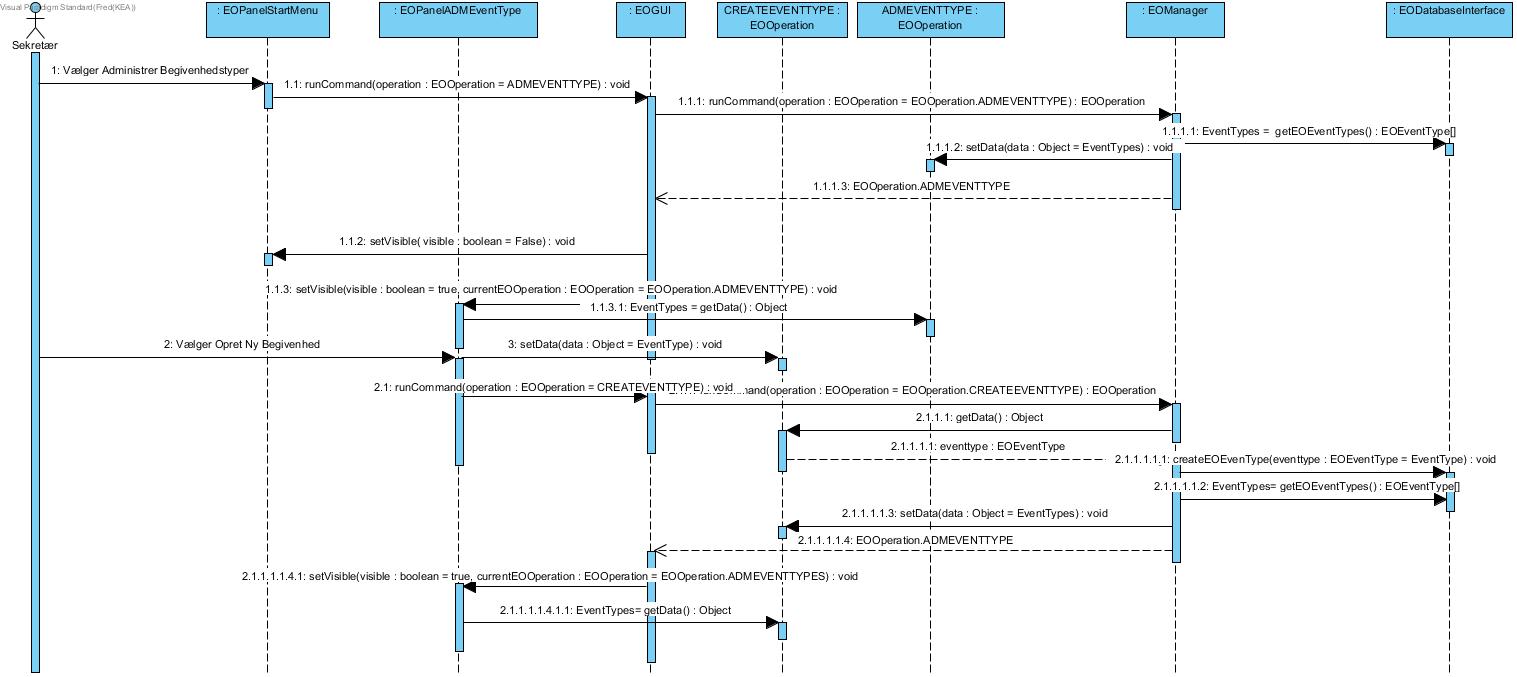 Visual Paradigm Standard(Fred(KEA))
Sekretær
: EOPanelStartMenu
: EOPanelADMEventType
: EOGUI
CREATEEVENTTYPE :
EOOperation
ADMEVENTTYPE :
EOOperation
: EOManager
: EODatabaseInterface
1: Vælger Administrer Begivenhedstyper
1.1: runCommand(operation : EOOperation = ADMEVENTTYPE) : void
1.1.1: runCommand(operation : EOOperation = EOOperation.ADMEVENTTYPE) : EOOperation
1.1.1.1: EventTypes = getEOEventTypes() : EOEventType[]
1.1.1.2: setData(data : Object = EventTypes) : void
1.1.1.3: EOOperation.ADMEVENTTYPE
1.1.2: setVisible( visible : boolean = False) : void
1.1.3: setVisible(visible : boolean = true, currentEOOperation : EOOperation = EOOperation.ADMEVENTTYPE) : void
1.1.3.1: EventTypes = getData() : Object
2: Vælger Opret Ny Begivenhed
3: setData(data : Object = EventType) : void
2.1: runCommand(operation : EOOperation = CREATEVENTTYPE) : void
(operation : EOOperation = EOOperation.CREATEEVENTTYPE) : EOOperation
2.1.1.1: getData() : Object
2.1.1.1.1: eventtype : EOEventType
2.1.1.1.1.1: createEOEvenType(eventtype : EOEventType = EventType) : void
2.1.1.1.1.2: EventTypes= getEOEventTypes() : EOEventType[]
2.1.1.1.1.3: setData(data : Object = EventTypes) : void
2.1.1.1.1.4: EOOperation.ADMEVENTTYPE
2.1.1.1.1.4.1: setVisible(visible : boolean = true, currentEOOperation : EOOperation = EOOperation.ADMEVENTTYPES) : void
2.1.1.1.1.4.1.1: EventTypes= getData() : Object